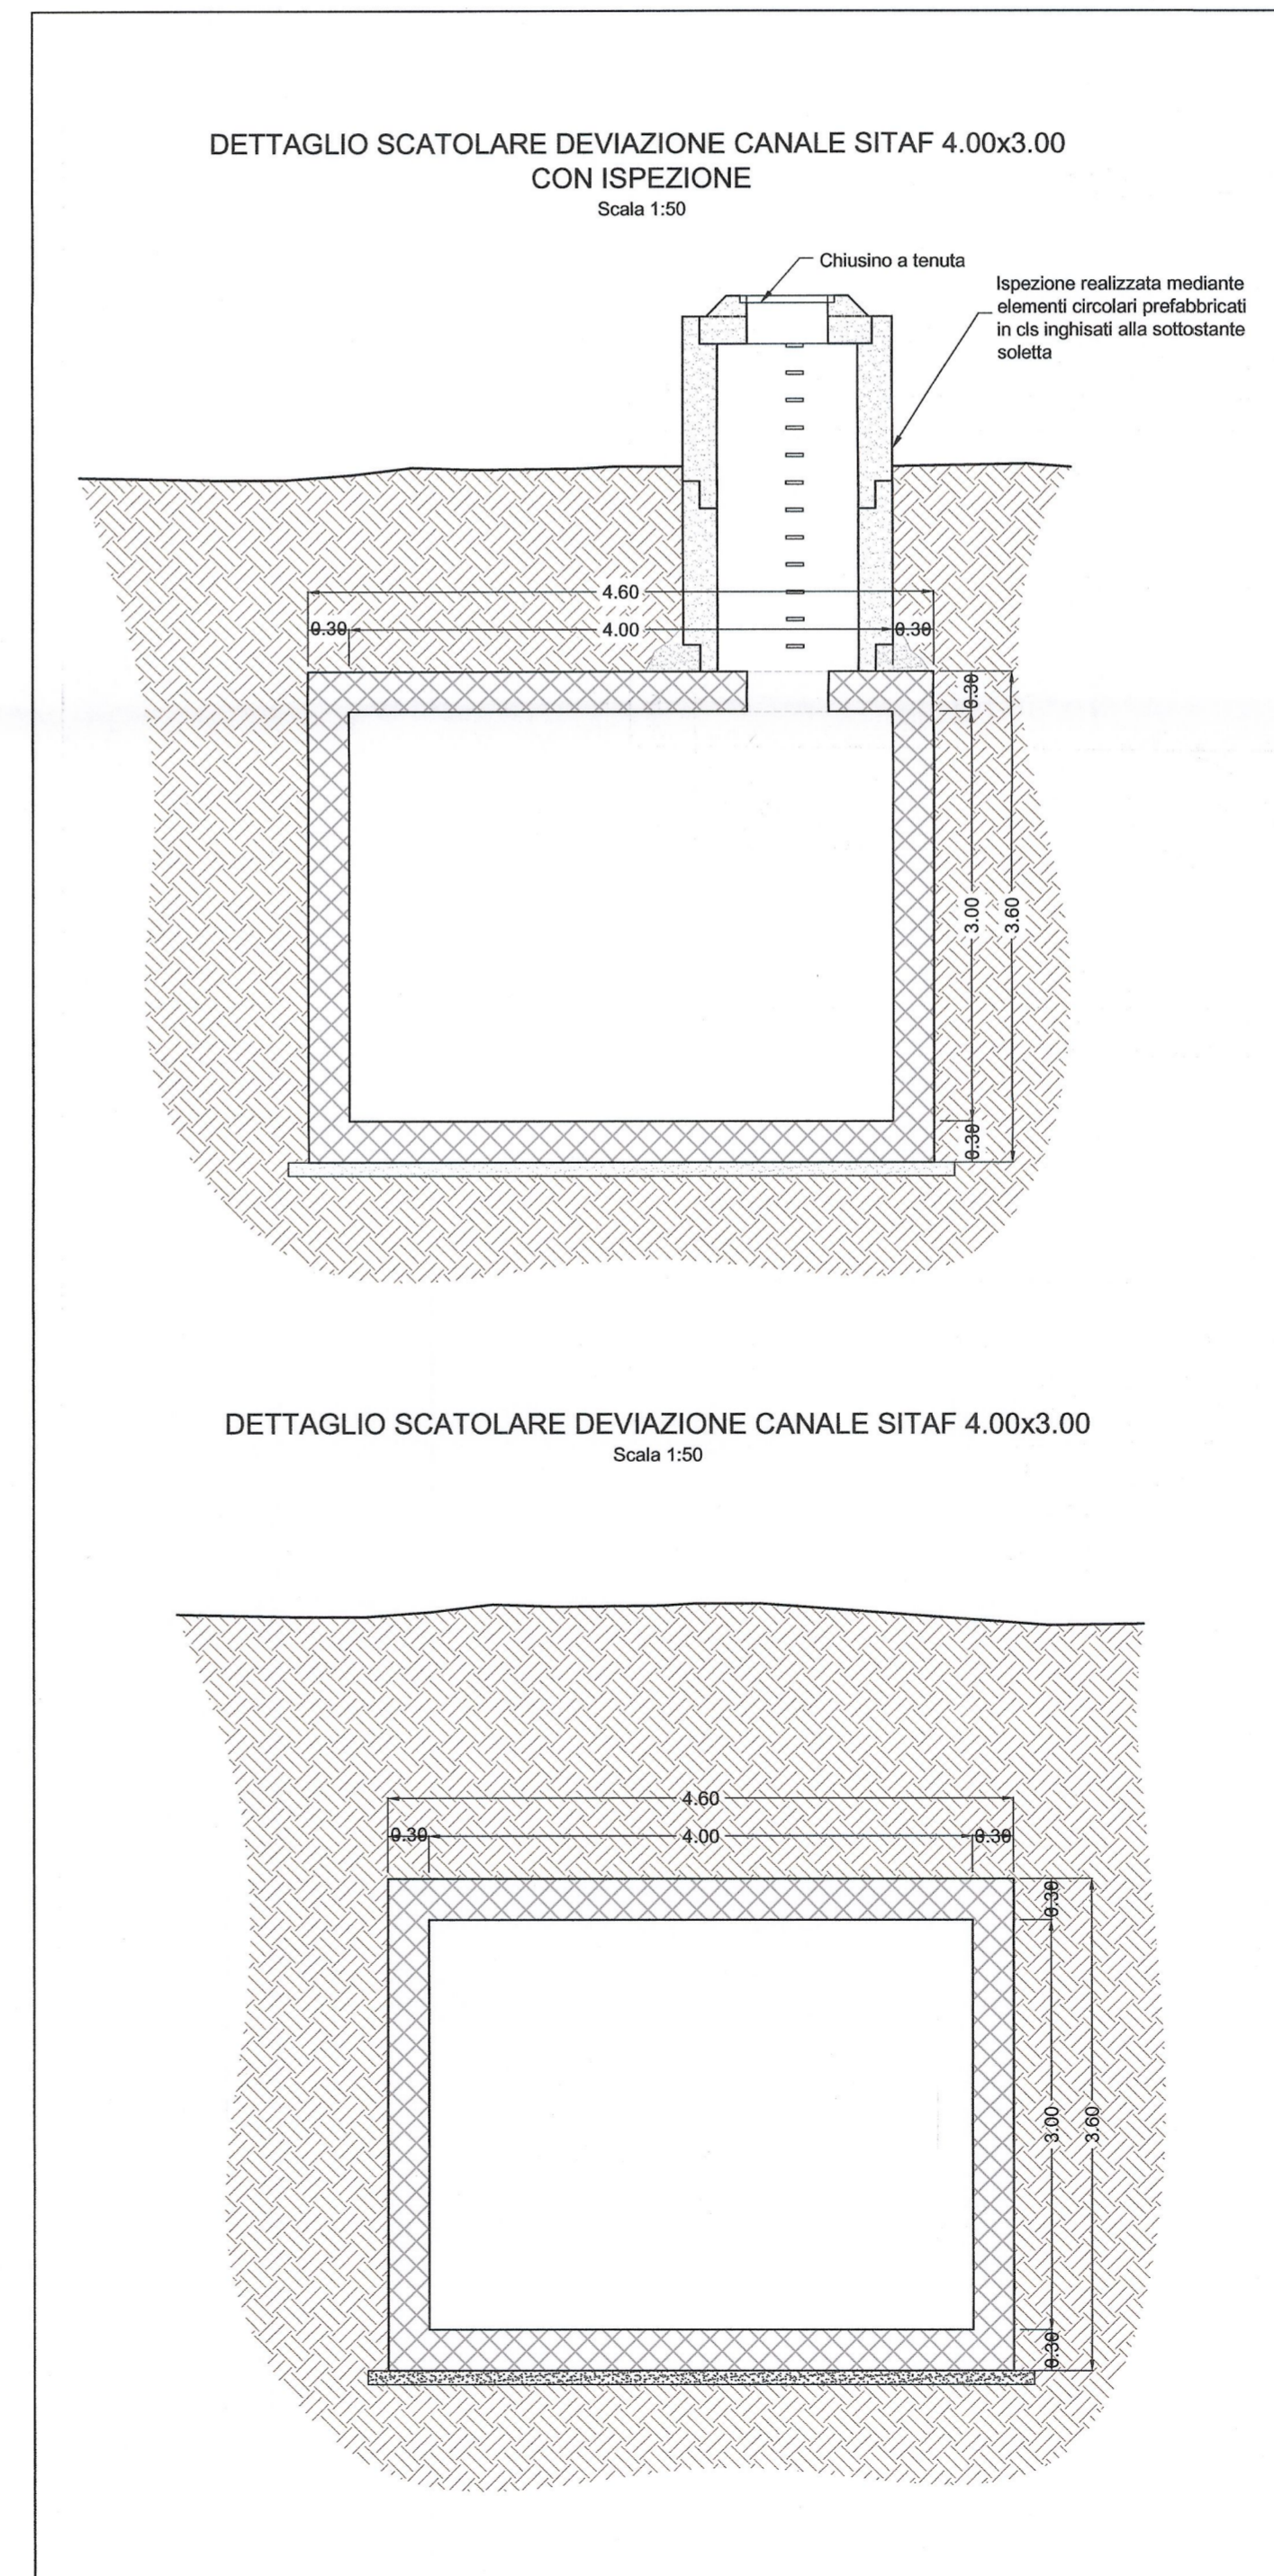 DETTAGLIO SCATOLARE DEVIAZIONE CANALE SITAF 4.00x3.00
CON ISPEZIONE
Scala 1:50
Chiusino a tenuta
Ispezione realizzata mediante
elementi circolari prefabbricati
in cls inghisati alla sottostante
soletta
4.60
0.30
4.00
0.30
0.30
3.00
3.60
0.30
DETTAGLIO SCATOLARE DEVIAZIONE CANALE SITAF 4.00x3.00
Scala 1:50
4.60
0.30
4.00
0.30
0.30
3.00
3.60
0.30